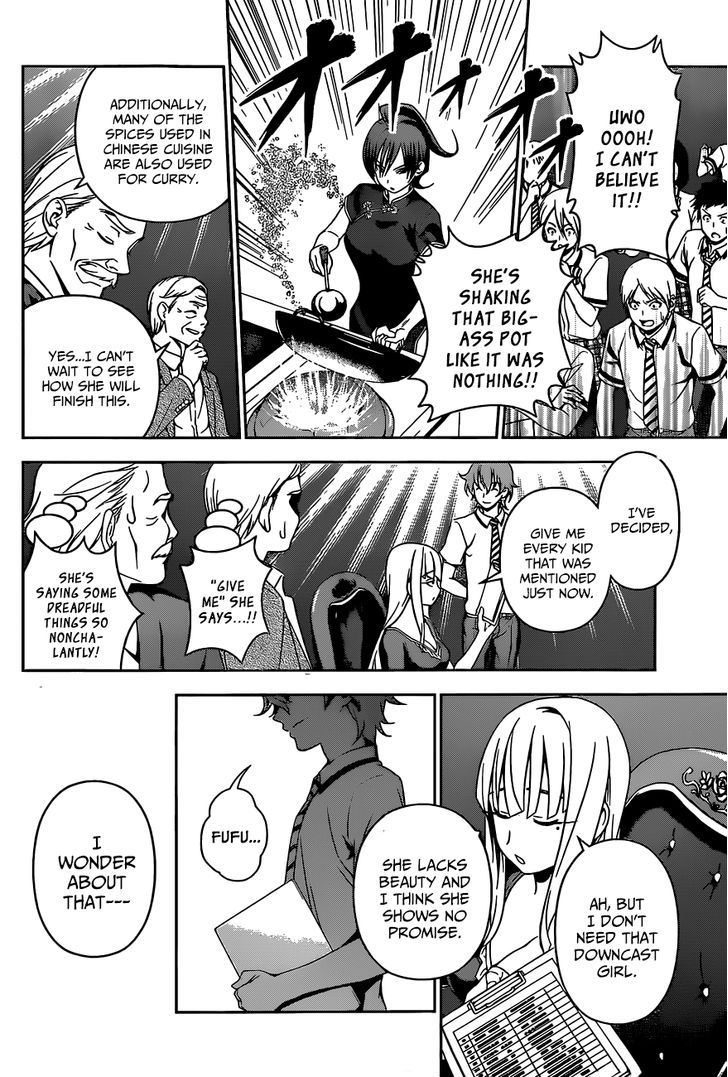 UWO
OOOH!
I CAN'T
BELIEVE
IT!!
オオオオオ
SHE'S
SHAKING
THAT BIG-
ASS POT
LIKE IT WAS
NOTHING!!
ADDITIONALLY,
MANY OF THE
SPICES USED IN
CHINESE CUISINE
ARE ALSO USED
FOR CURRY.
YES...I CAN'T
WAIT TO SEE
HOW SHE WILL
FINISH THIS.
I'VE
DECIDED,
GIVE ME
EVERY KID
THAT WAS
MENTIONED
JUST NOW.
"GIVE
ME" SHE
SAYS...!!
SHE'S
SAYING SOME
DREADFUL
THINGS SO
NONCHA-
LANTLY!
AH, BUT
I DON'T
NEED THAT
DOWNCAST
GIRL.
SHE LACKS
BEAUTY AND
I THINK SHE
SHOWS NO
PROMISE.
FUFU...
I
WONDER
ABOUT
THAT---